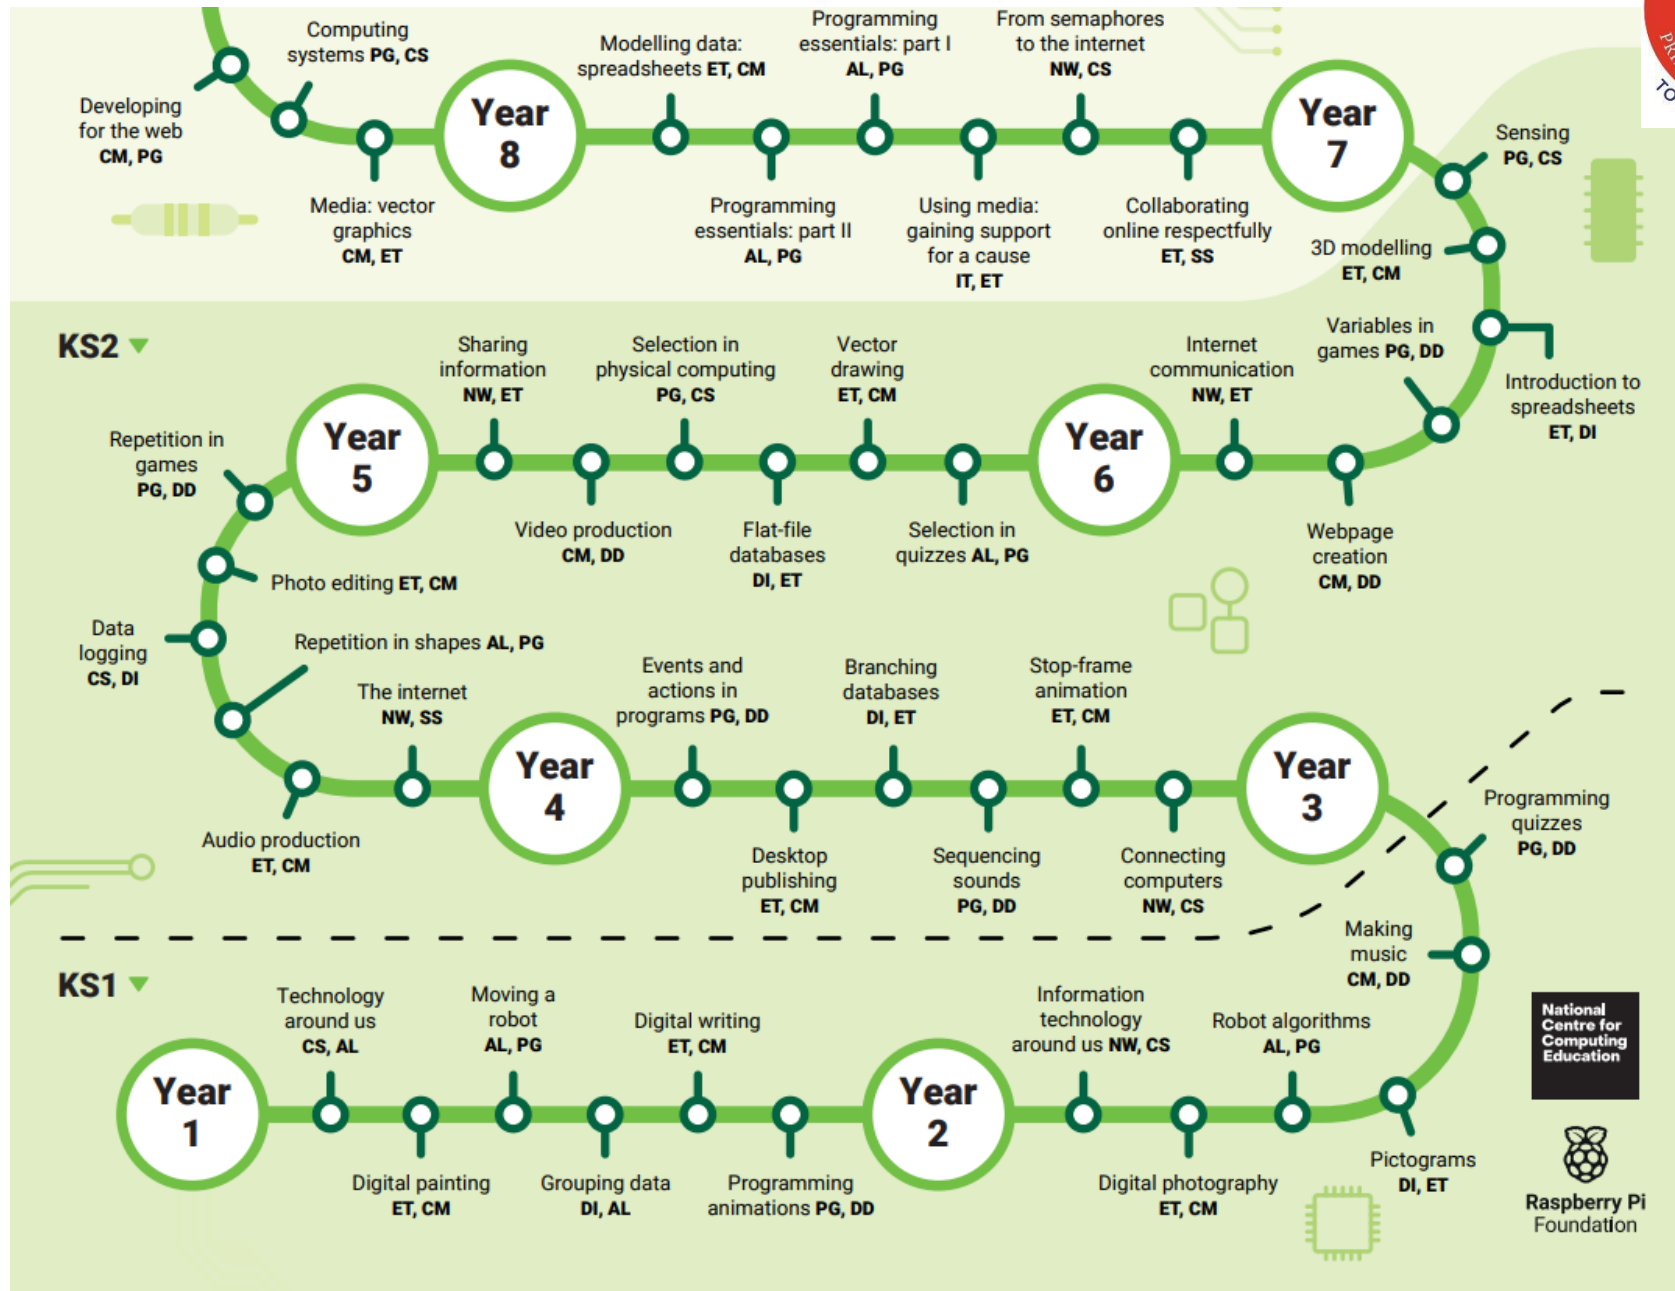 Computing
systems PG, CS
Developing
for the web
CM, PG
Media: vector
graphics
CM, ET
Year
8
Modelling data:
spreadsheets ET, CM
Programming
essentials: part II
AL, PG
Programming
essentials: part I
AL, PG
Using media:
gaining support
for a cause
IT, ET
From semaphores
to the internet
NW, CS
Collaborating
online respectfully
ET, SS
Year
7
Sensing
PG, CS
3D modelling
ET, CM
Introduction to
spreadsheets
ET, DI
Variables in
games PG, DD
KS2
Repetition in
games
PG, DD
Year
5
Sharing
information
NW, ET
Video production
CM, DD
Selection in
physical computing
PG, CS
Flat-file
databases
DI, ET
Vector
drawing
ET, CM
Selection in
quizzes AL, PG
Year
6
Internet
communication
NW, ET
Webpage
creation
CM, DD
Photo editing ET, CM
Data
logging
CS, DI
Repetition in shapes AL, PG
The internet
NW, SS
Audio production
ET, CM
Year
4
Events and
actions in
programs PG, DD
Desktop
publishing
ET, CM
Branching
databases
DI, ET
Sequencing
sounds
PG, DD
Stop-frame
animation
ET, CM
Connecting
computers
NW, CS
Year
3
Programming
quizzes
PG, DD
Making
music
CM, DD
KS1
Year
1
Technology
around us
CS, AL
Digital painting
ET, CM
Moving a
robot
AL, PG
Grouping data
DI, AL
Digital writing
ET, CM
Programming
animations PG, DD
Year
2
Information
technology
around us NW, CS
Digital photography
ET, CM
Robot algorithms
AL, PG
Pictograms
DI, ET
National
Centre for
Computing
Education
Raspberry Pi
Foundation